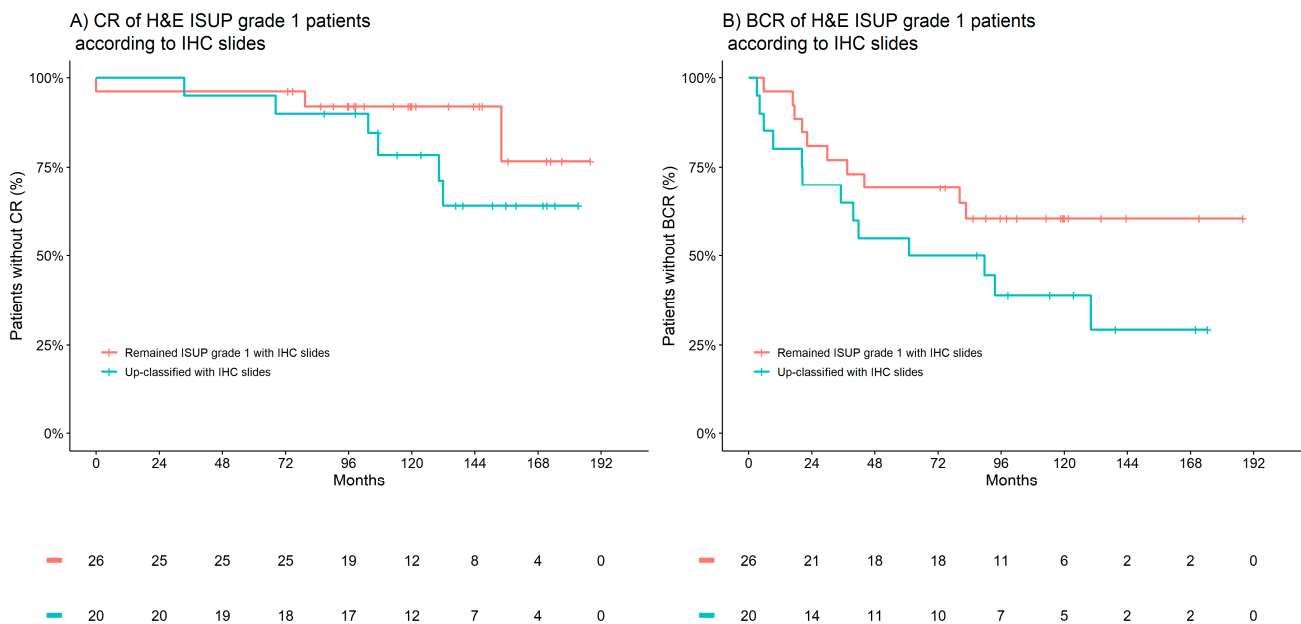 A) CR of H&E ISUP grade 1 patients
according to IHC slides
Patients without CR (%)
100%
75%
50%
25%
0%
Remained ISUP grade 1 with IHC slides
Up-classified with IHC slides
0 24 48 72 96 120 144 168 192
Months
26 25 25 25 19 12 8 4 0
20 20 19 18 17 12 7 4 0
B) BCR of H&E ISUP grade 1 patients
according to IHC slides
Patients without BCR (%)
100%
75%
50%
25%
0%
Remained ISUP grade 1 with IHC slides
Up-classified with IHC slides
0 24 48 72 96 120 144 168 192
Months
26 21 18 18 11 6 2 2 0
20 14 11 10 7 5 2 2 0